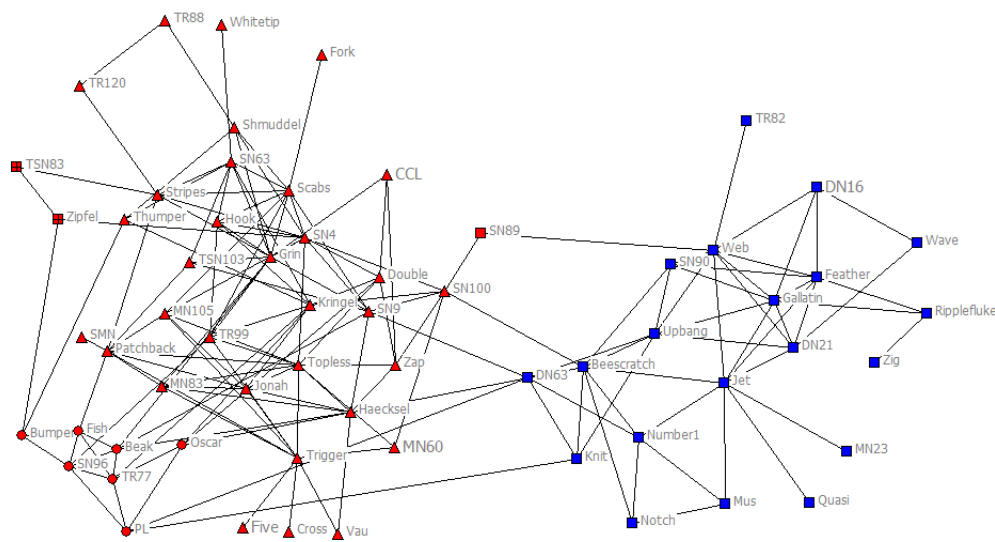 TR88
Whitetip
Fork
TR120
TR82
Shmuddel
SN63
TSN83
CCL
Stripes
Scabs
DN16
Zipfel
Thumper
Hook
SN4
SN89
Web
Wave
TSN103
Grin
SN90
Double
Feather
SN100
Gallatin
MN105
Kringel
SN9
Ripplefluke
SMN
TR99
Upbang
Patchback
DN21
Zig
Topless
Zap
Beescratch
MN83
Jonah
DN63
Jet
Haecksel
Bumper
Fish
Beak
Oscar
MN60
Number1
MN23
SN96
Trigger
Knit
TR77
PL
Five
Cross
Vau
Notch
Mus
Quasi